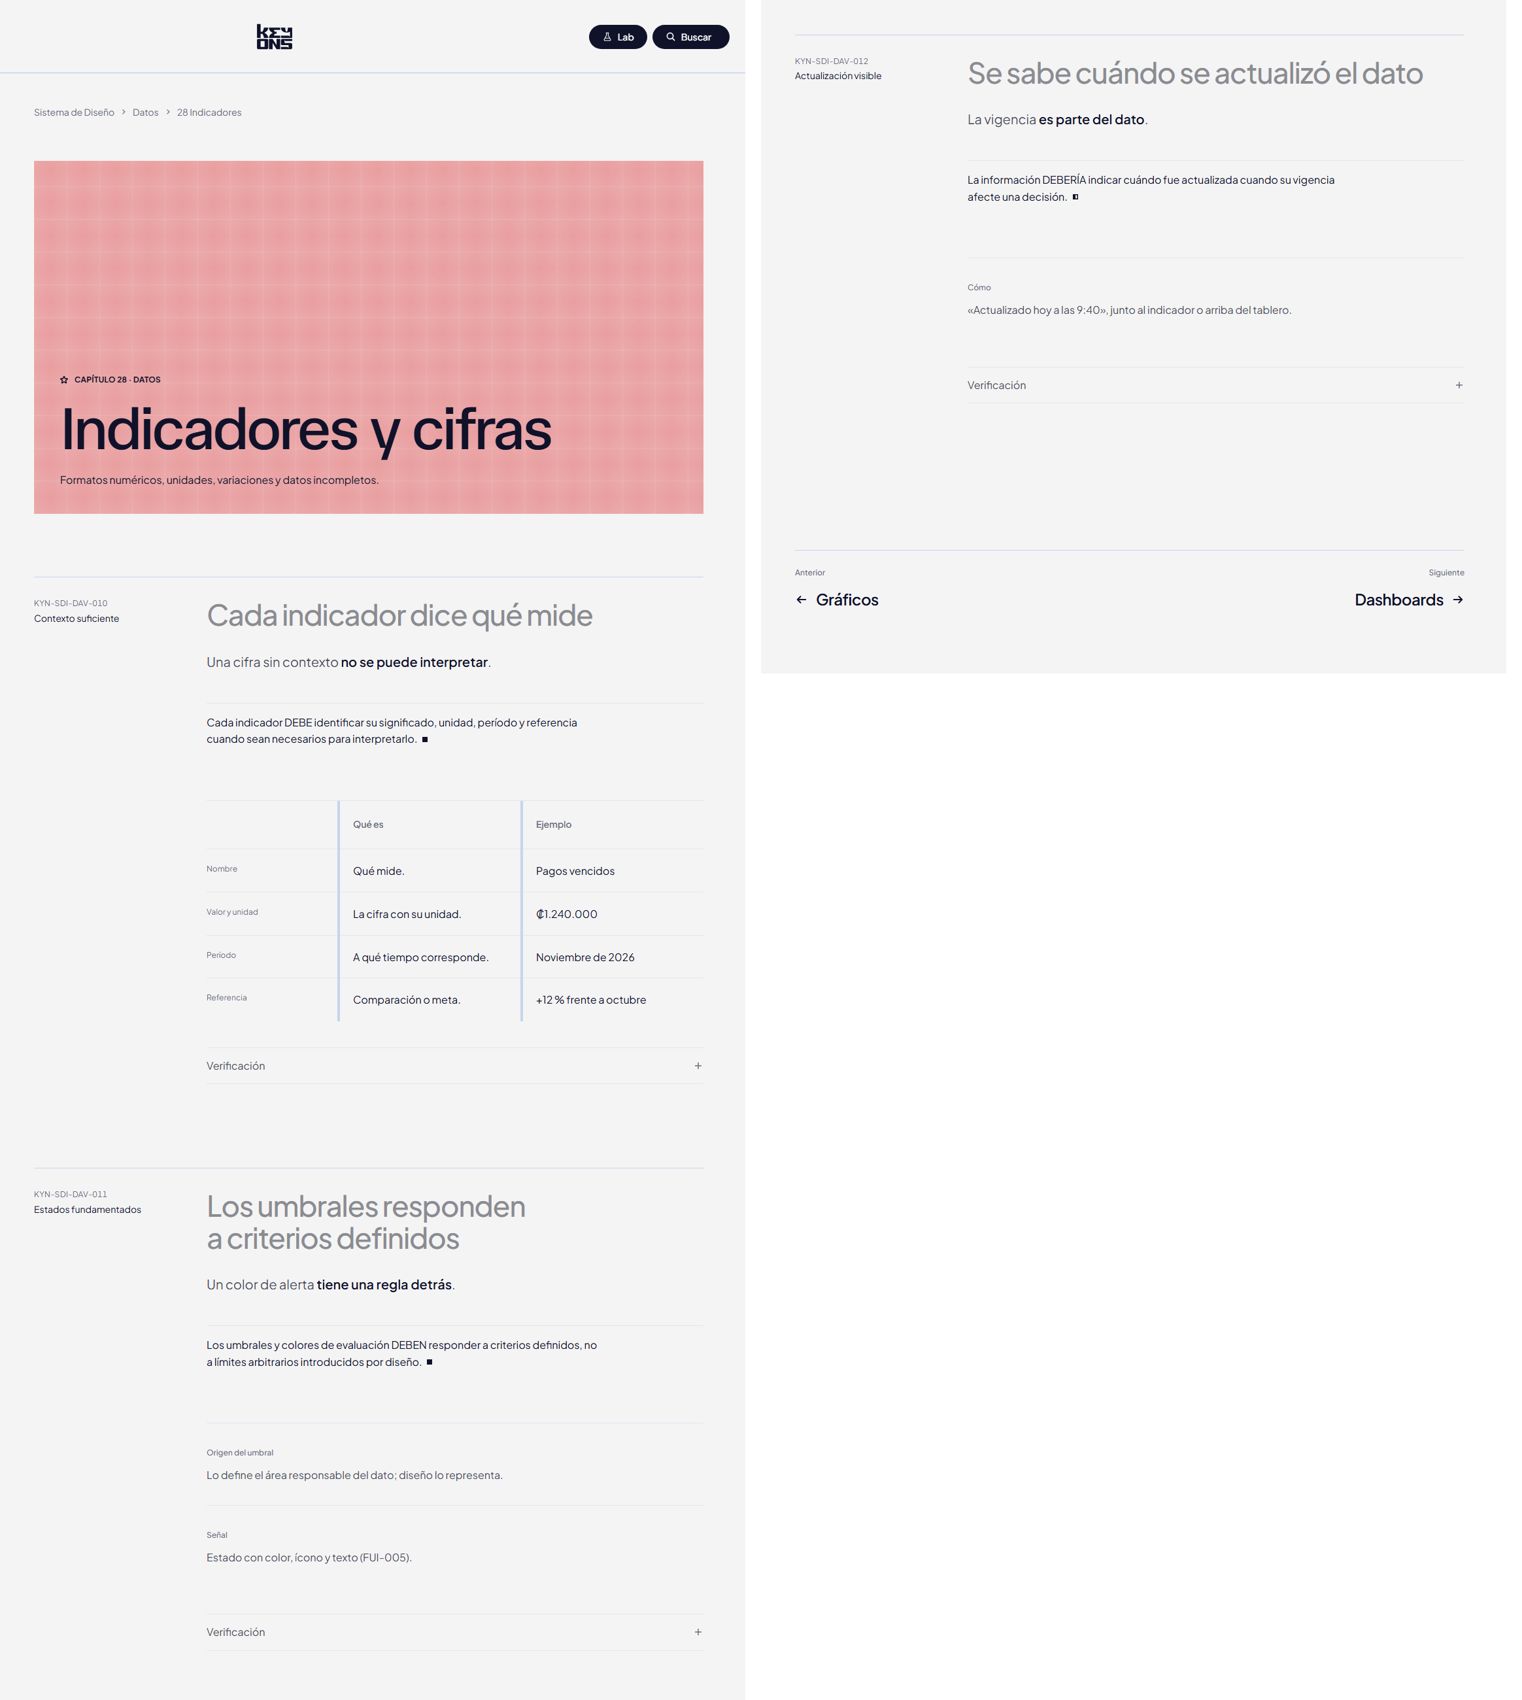 KEY
ONS
Lab
Buscar
Sistema de Diseño > Datos > 28 Indicadores
CAPÍTULO 28 · DATOS
Indicadores y cifras
Formatos numéricos, unidades, variaciones y datos incompletos.
KYN-SDI-DAV-010
Contexto suficiente
Cada indicador dice qué mide
Una cifra sin contexto no se puede interpretar.
Cada indicador DEBE identificar su significado, unidad, período y referencia
cuando sean necesarios para interpretarlo.
Qué es
Ejemplo
Nombre
Qué mide.
Pagos vencidos
Valor y unidad
La cifra con su unidad.
₡1.240.000
Período
A qué tiempo corresponde.
Noviembre de 2026
Referencia
Comparación o meta.
+12 % frente a octubre
Verificación +
KYN-SDI-DAV-011
Estados fundamentados
Los umbrales responden
a criterios definidos
Un color de alerta tiene una regla detrás.
Los umbrales y colores de evaluación DEBEN responder a criterios definidos, no
a límites arbitrarios introducidos por diseño.
Origen del umbral
Lo define el área responsable del dato; diseño lo representa.
Señal
Estado con color, ícono y texto (FUI-005).
Verificación +
KYN-SDI-DAV-012
Actualización visible
Se sabe cuándo se actualizó el dato
La vigencia es parte del dato.
La información DEBERÍA indicar cuándo fue actualizada cuando su vigencia
afecte una decisión.
Cómo
«Actualizado hoy a las 9:40», junto al indicador o arriba del tablero.
Verificación +
Anterior
← Gráficos
Siguiente
Dashboards →